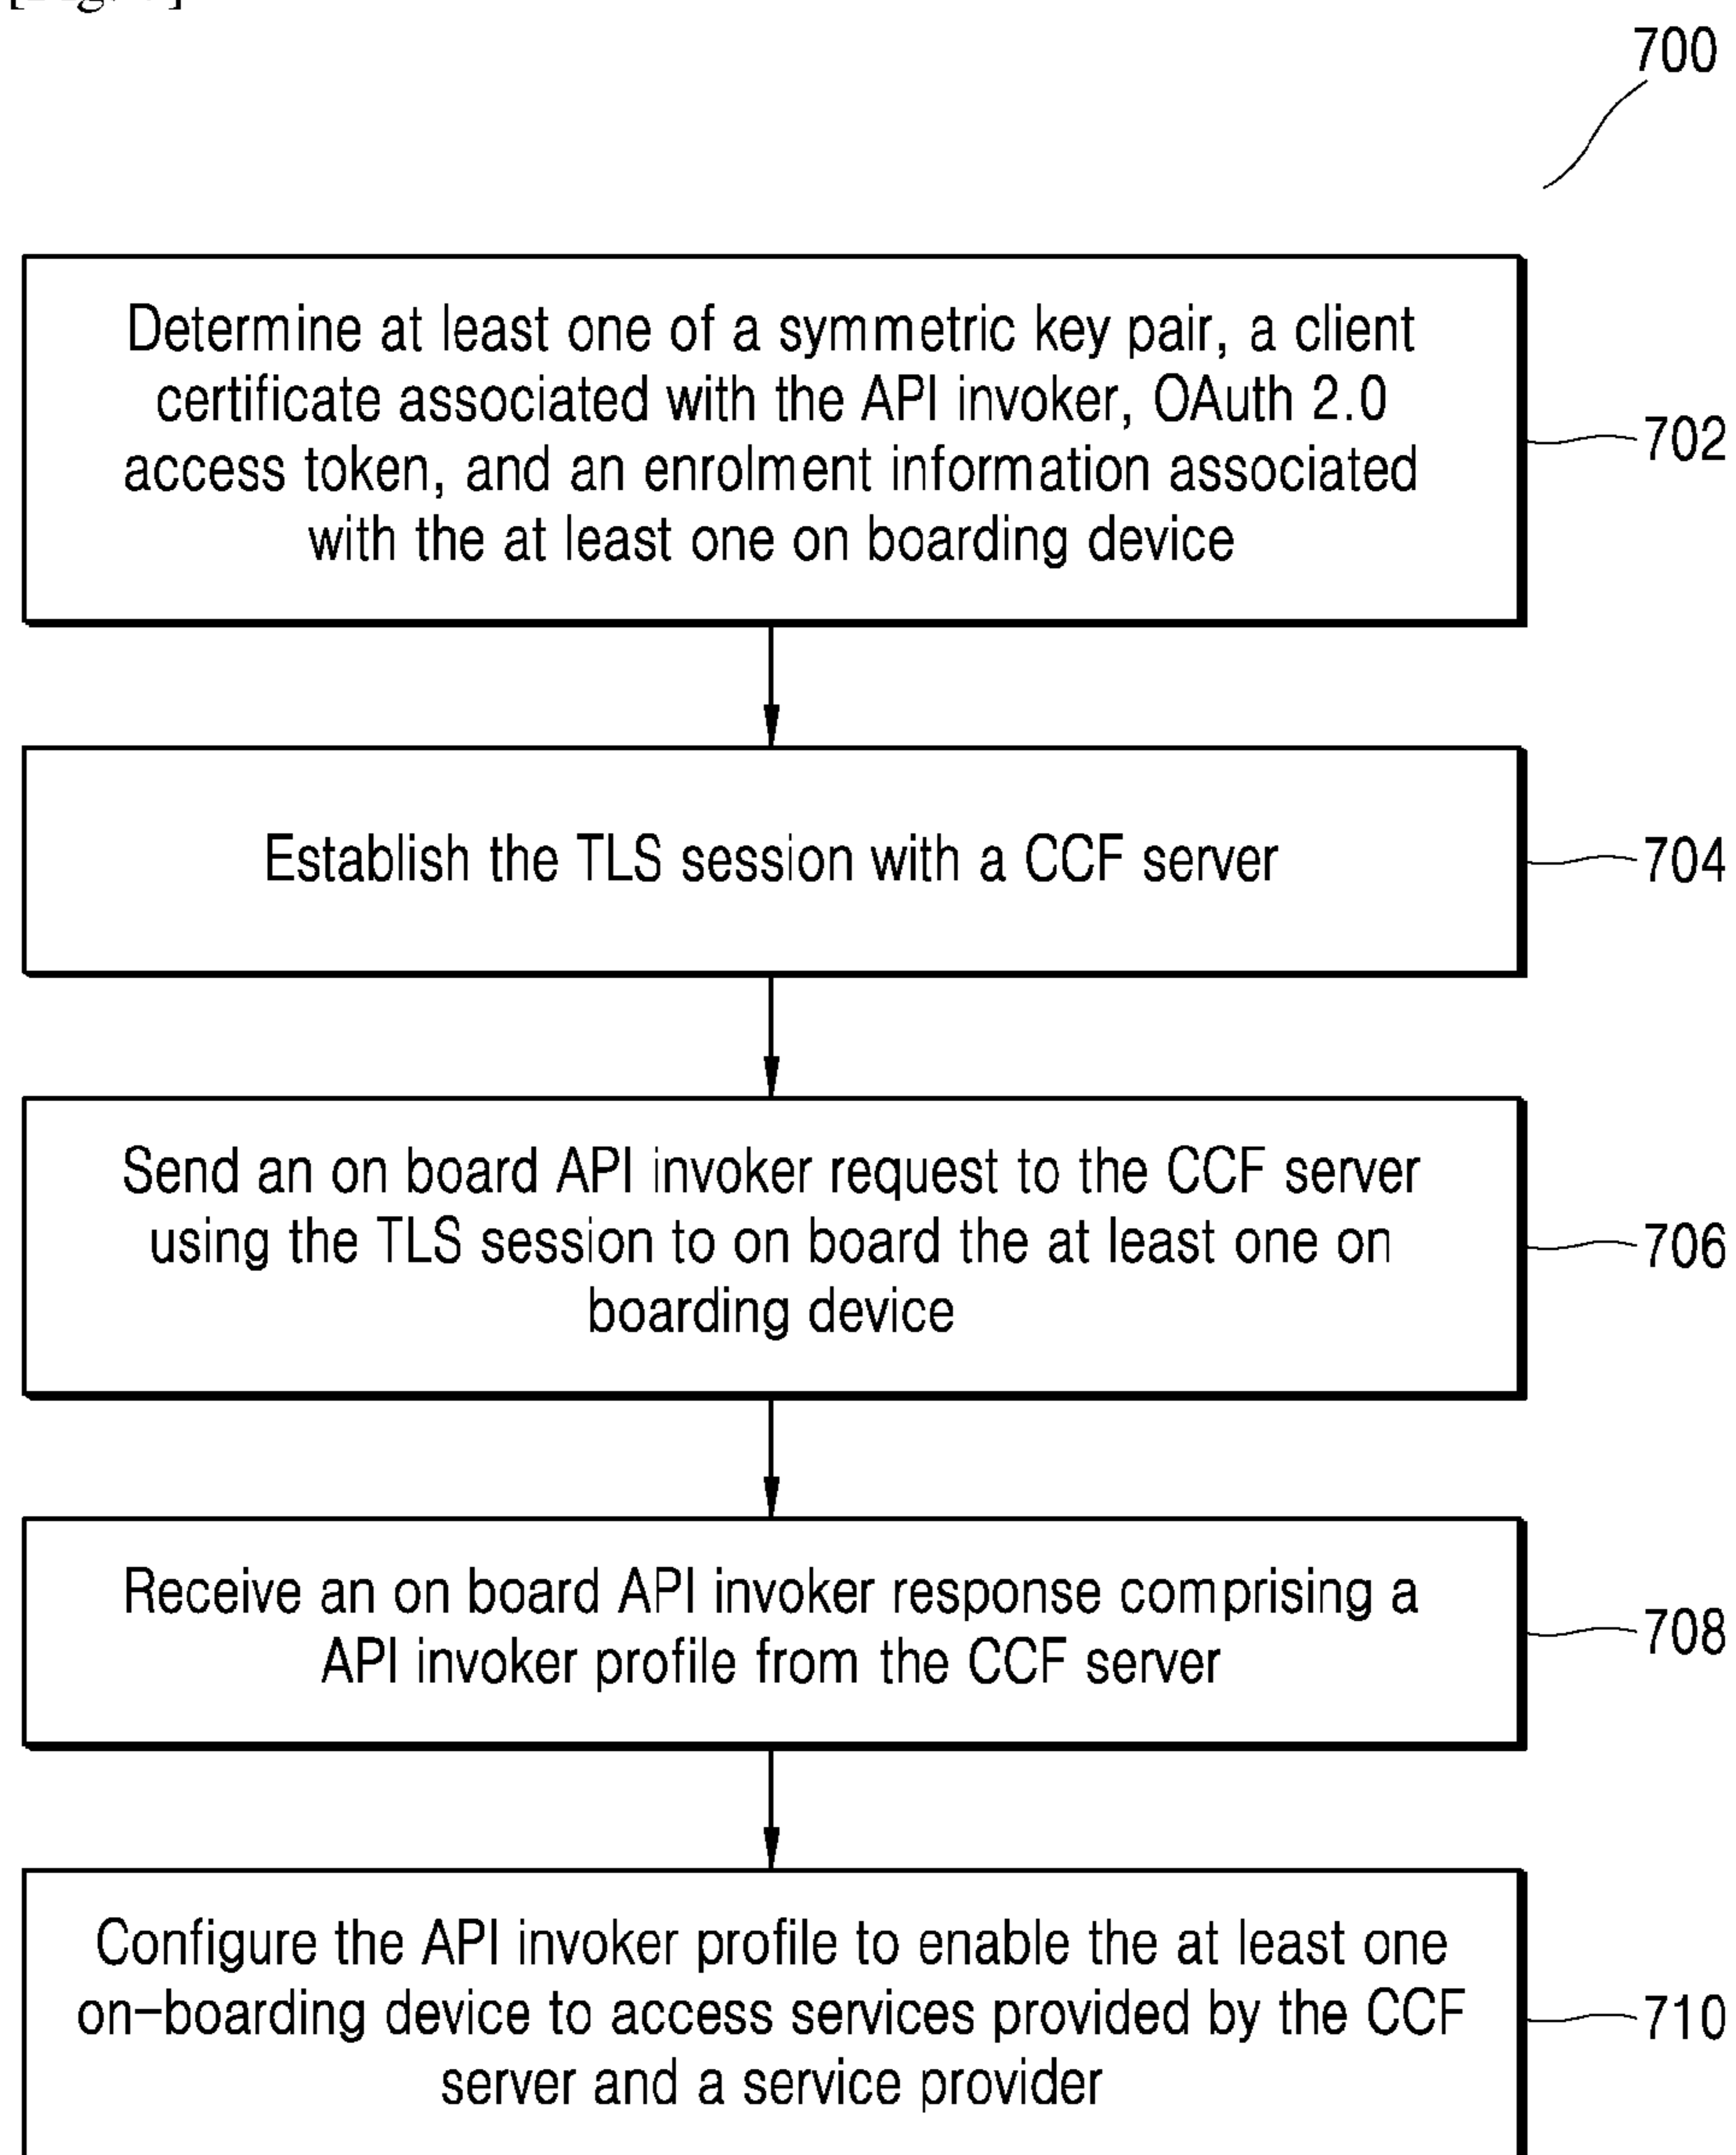 700
Determine at least one of a symmetric key pair, a client
certificate associated with the API invoker, OAuth 2.0
access token, and an enrolment information associated
with the at least one on boarding device
702
Establish the TLS session with a CCF server
704
Send an on board API invoker request to the CCF server
using the TLS session to on board the at least one on
boarding device
706
Receive an on board API invoker response comprising a
API invoker profile from the CCF server
708
Configure the API invoker profile to enable the at least one
on-boarding device to access services provided by the CCF
server and a service provider
710